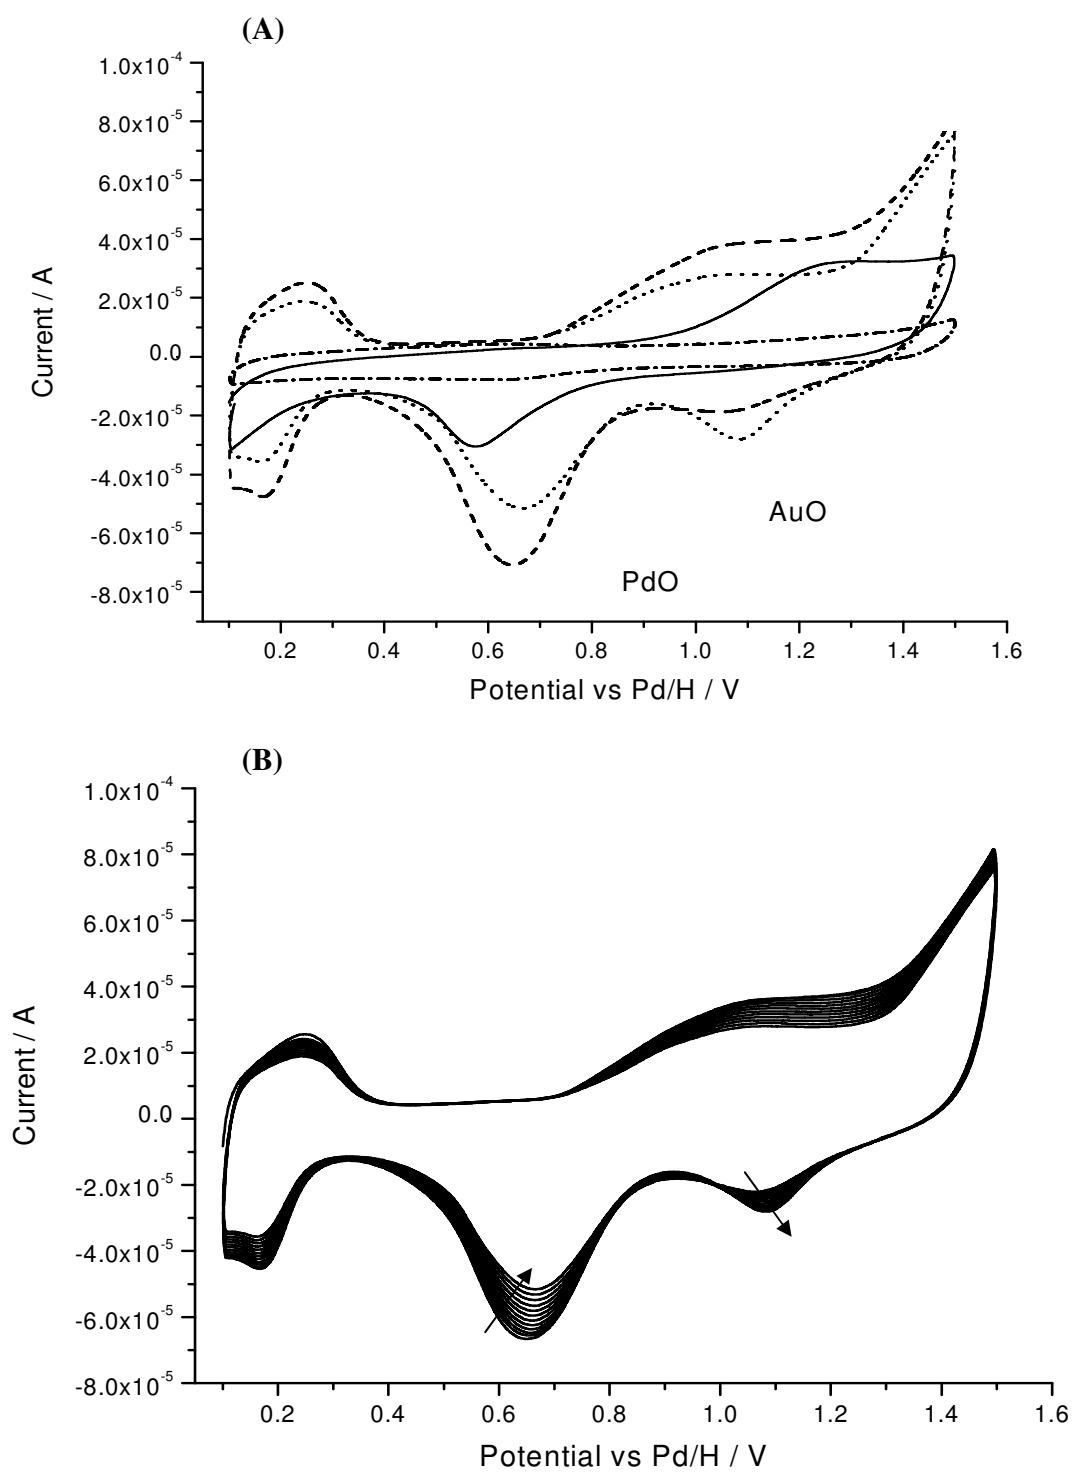 (A)
1.0x10⁻⁴
8.0x10⁻⁵
6.0x10⁻⁵
4.0x10⁻⁵
2.0x10⁻⁵
0.0
-2.0x10⁻⁵
-4.0x10⁻⁵
-6.0x10⁻⁵
-8.0x10⁻⁵
Current / A
AuO
PdO
0.2 0.4 0.6 0.8 1.0 1.2 1.4 1.6
Potential vs Pd/H / V
(B)
1.0x10⁻⁴
8.0x10⁻⁵
6.0x10⁻⁵
4.0x10⁻⁵
2.0x10⁻⁵
0.0
-2.0x10⁻⁵
-4.0x10⁻⁵
-6.0x10⁻⁵
-8.0x10⁻⁵
Current / A
0.2 0.4 0.6 0.8 1.0 1.2 1.4 1.6
Potential vs Pd/H / V